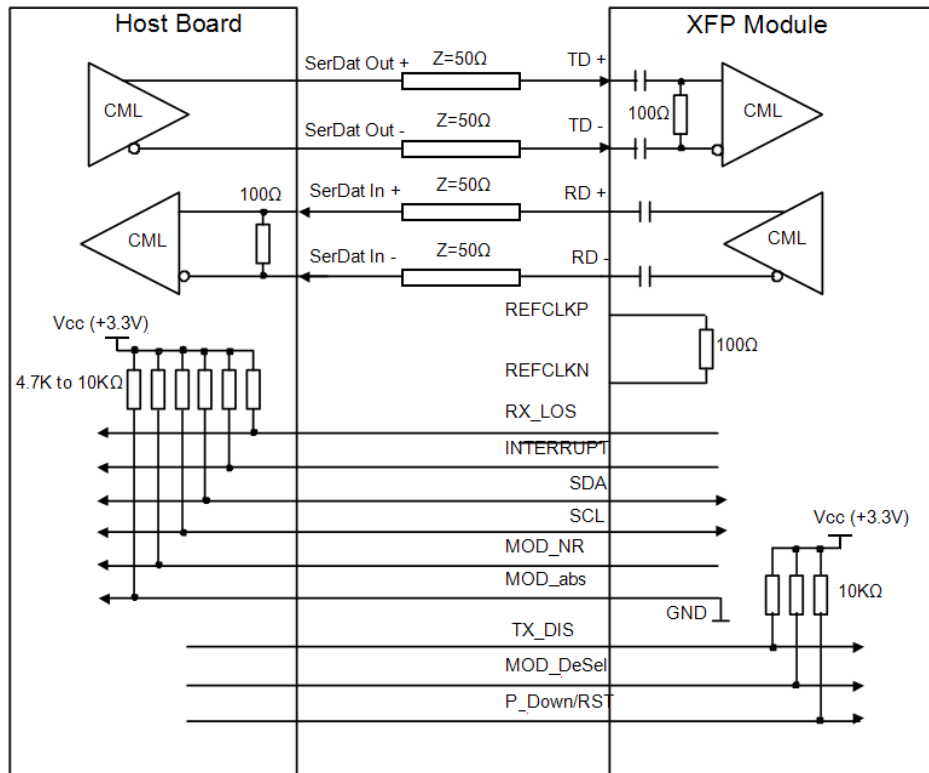 Host Board
XFP Module
SerDat Out +
Z=50Ω
TD +
CML
100Ω
CML
SerDat Out -
Z=50Ω
TD -
100Ω
SerDat In +
Z=50Ω
RD +
CML
CML
SerDat In -
Z=50Ω
RD -
REFCLKP
Vcc (+3.3V)
100Ω
4.7K to 10KΩ
REFCLKN
RX_LOS
INTERRUPT
SDA
SCL
Vcc (+3.3V)
MOD_NR
MOD_abs
10KΩ
GND
TX_DIS
MOD_DeSel
P_Down/RST